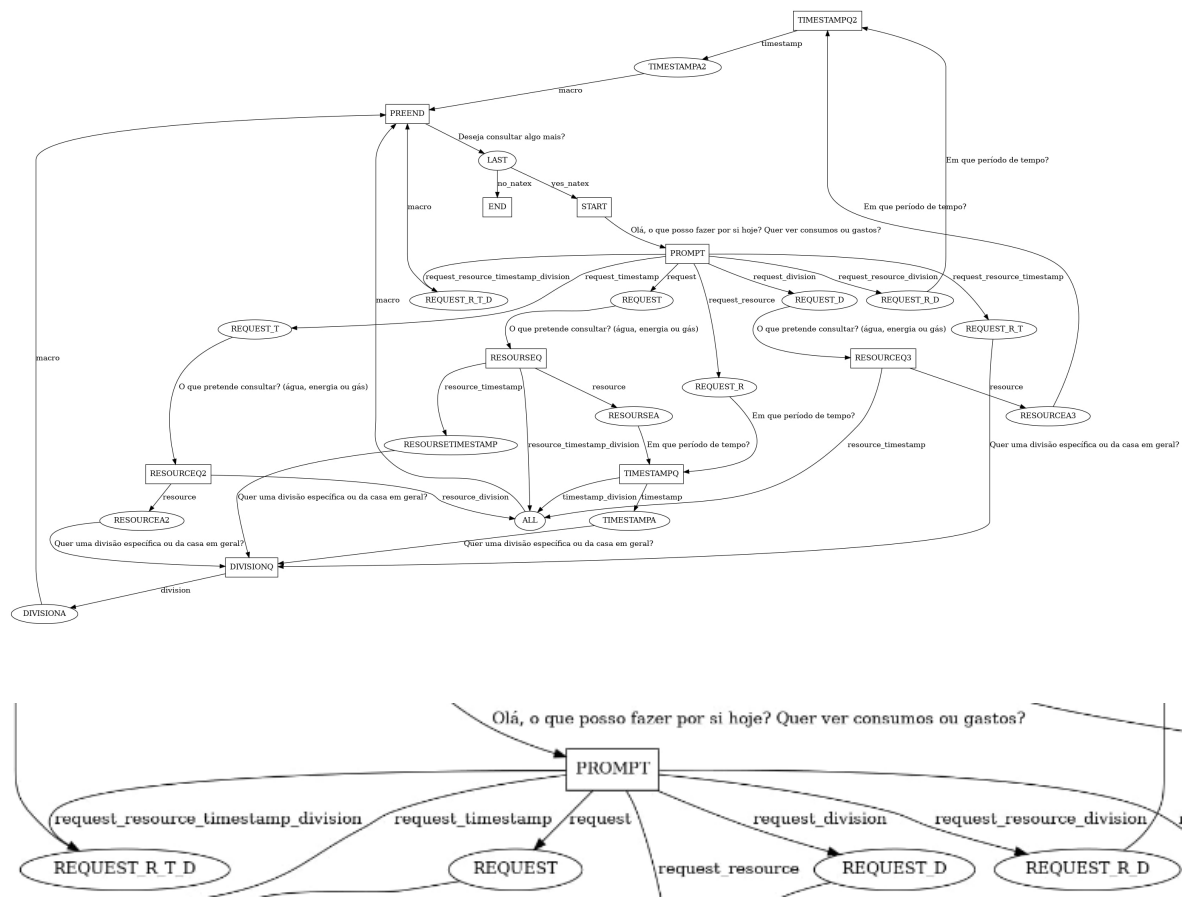 TIMESTAMPQ2
timestamp
TIMESTAMPA2
macro
PREEND
Deseja consultar algo mais?
LAST
Em que período de tempo?
no_natex
yes_natex
END
START
macro
Em que período de tempo?
Olá, o que posso fazer por si hoje? Quer ver consumos ou gastos?
PROMPT
request_resource_timestamp_division
request_timestamp
request
request_division
request_resource_division
request_resource_timestamp
macro
REQUEST_R_T_D
REQUEST
request_resource
REQUEST_D
REQUEST_R_D
REQUEST_T
O que pretende consultar? (água, energia ou gás)
O que pretende consultar? (água, energia ou gás)
REQUEST_R_T
macro
RESOURSEQ
RESOURCEQ3
O que pretende consultar? (água, energia ou gás)
resource_timestamp
resource
REQUEST_R
resource
RESOURSEA
Em que período de tempo?
RESOURCEA3
RESOURSETIMESTAMP
resource_timestamp_division
Em que período de tempo?
resource_timestamp
Quer uma divisão específica ou da casa em geral?
RESOURCEQ2
TIMESTAMPQ
resource
Quer uma divisão específica ou da casa em geral?
resource_division
timestamp_division
timestamp
RESOURCEA2
ALL
TIMESTAMPA
Quer uma divisão específica ou da casa em geral?
Quer uma divisão específica ou da casa em geral?
DIVISIONQ
division
DIVISIONA
Olá, o que posso fazer por si hoje? Quer ver consumos ou gastos?
PROMPT
request_resource_timestamp_division
request_timestamp
request
request_division
request_resource_division
REQUEST_R_T_D
REQUEST
request_resource
REQUEST_D
REQUEST_R_D